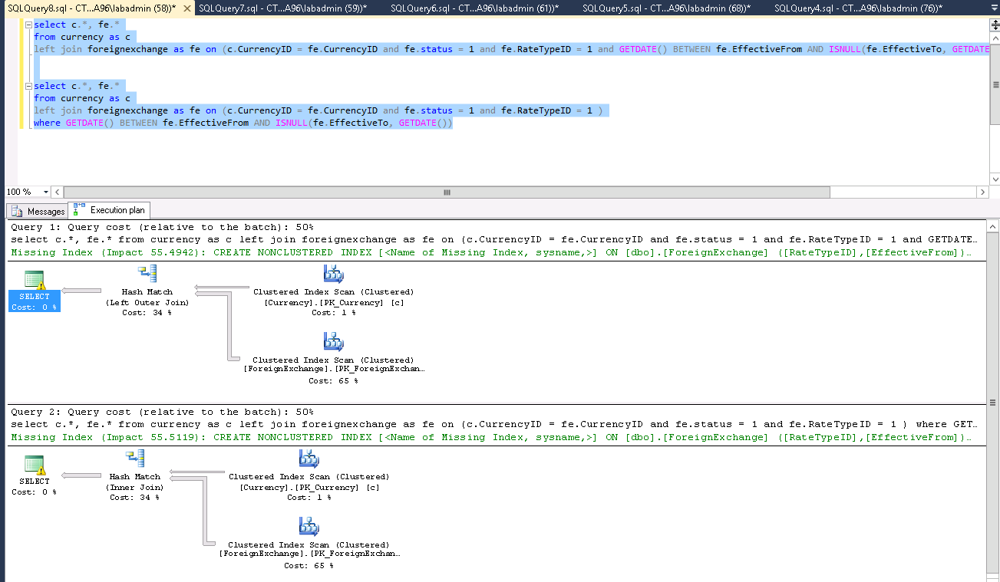 SQLQuery8.sql - CT...A96\labadmin (58))* SQLQuery7.sql - CT...A96\labadmin (59))* SQLQuery6.sql - CT...A96\labadmin (61))* SQLQuery5.sql - CT...A96\labadmin (68))* SQLQuery4.sql - CT...A96\labadmin (76))*
select c.*, fe.*
from currency as c
left join foreignexchange as fe on (c.CurrencyID = fe.CurrencyID and fe.status = 1 and fe.RateTypeID = 1 and GETDATE() BETWEEN fe.EffectiveFrom AND ISNULL(fe.EffectiveTo, GETDATE
select c.*, fe.*
from currency as c
left join foreignexchange as fe on (c.CurrencyID = fe.CurrencyID and fe.status = 1 and fe.RateTypeID = 1 )
where GETDATE() BETWEEN fe.EffectiveFrom AND ISNULL(fe.EffectiveTo, GETDATE())
100 %
Messages Execution plan
Query 1: Query cost (relative to the batch): 50%
select c.*, fe.* from currency as c left join foreignexchange as fe on (c.CurrencyID = fe.CurrencyID and fe.status = 1 and fe.RateTypeID = 1 and GETDATE...
Missing Index (Impact 55.4942): CREATE NONCLUSTERED INDEX [<Name of Missing Index, sysname,>] ON [dbo].[ForeignExchange] ([RateTypeID],[EffectiveFrom])...
SELECT
Cost: 0 %
Hash Match
(Left Outer Join)
Cost: 34 %
Clustered Index Scan (Clustered)
[Currency].[PK_Currency] [c]
Cost: 1 %
Clustered Index Scan (Clustered)
[ForeignExchange].[PK_ForeignExchan...
Cost: 65 %
Query 2: Query cost (relative to the batch): 50%
select c.*, fe.* from currency as c left join foreignexchange as fe on (c.CurrencyID = fe.CurrencyID and fe.status = 1 and fe.RateTypeID = 1 ) where GET...
Missing Index (Impact 55.5119): CREATE NONCLUSTERED INDEX [<Name of Missing Index, sysname,>] ON [dbo].[ForeignExchange] ([RateTypeID],[EffectiveFrom])...
SELECT
Cost: 0 %
Hash Match
(Inner Join)
Cost: 34 %
Clustered Index Scan (Clustered)
[Currency].[PK_Currency] [c]
Cost: 1 %
Clustered Index Scan (Clustered)
[ForeignExchange].[PK_ForeignExchan...
Cost: 65 %